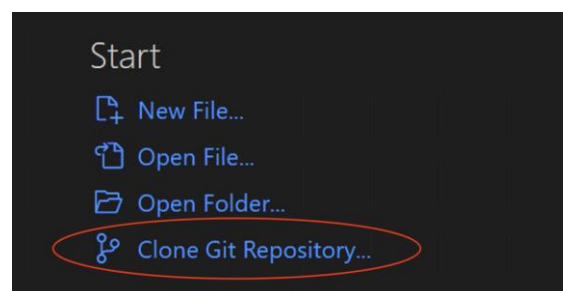 Start
New File...
Open File...
Open Folder...
Clone Git Repository...